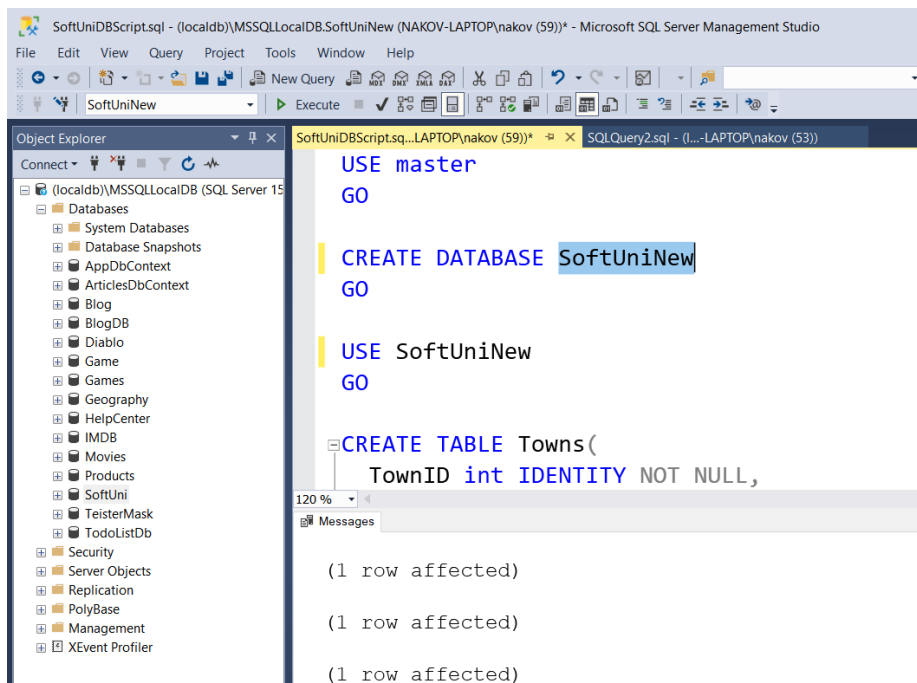 SoftUniDBScript.sql - (localdb)\MSSQLLocalDB.SoftUniNew (NAKOV-LAPTOP\nakov (59))* - Microsoft SQL Server Management Studio
File Edit View Query Project Tools Window Help
New Query MDX DMX XMLA DAX
SoftUniNew Execute
Object Explorer
SoftUniDBScript.sq...LAPTOP\nakov (59))* SQLQuery2.sql - (l...-LAPTOP\nakov (53))
Connect
(localdb)\MSSQLLocalDB (SQL Server 15
Databases
System Databases
Database Snapshots
AppDbContext
ArticlesDbContext
Blog
BlogDB
Diablo
Game
Games
Geography
HelpCenter
IMDB
Movies
Products
SoftUni
TeisterMask
TodoListDb
Security
Server Objects
Replication
PolyBase
Management
XEvent Profiler
USE master
GO
CREATE DATABASE SoftUniNew
GO
USE SoftUniNew
GO
CREATE TABLE Towns(
TownID int IDENTITY NOT NULL,
120 %
Messages
(1 row affected)
(1 row affected)
(1 row affected)